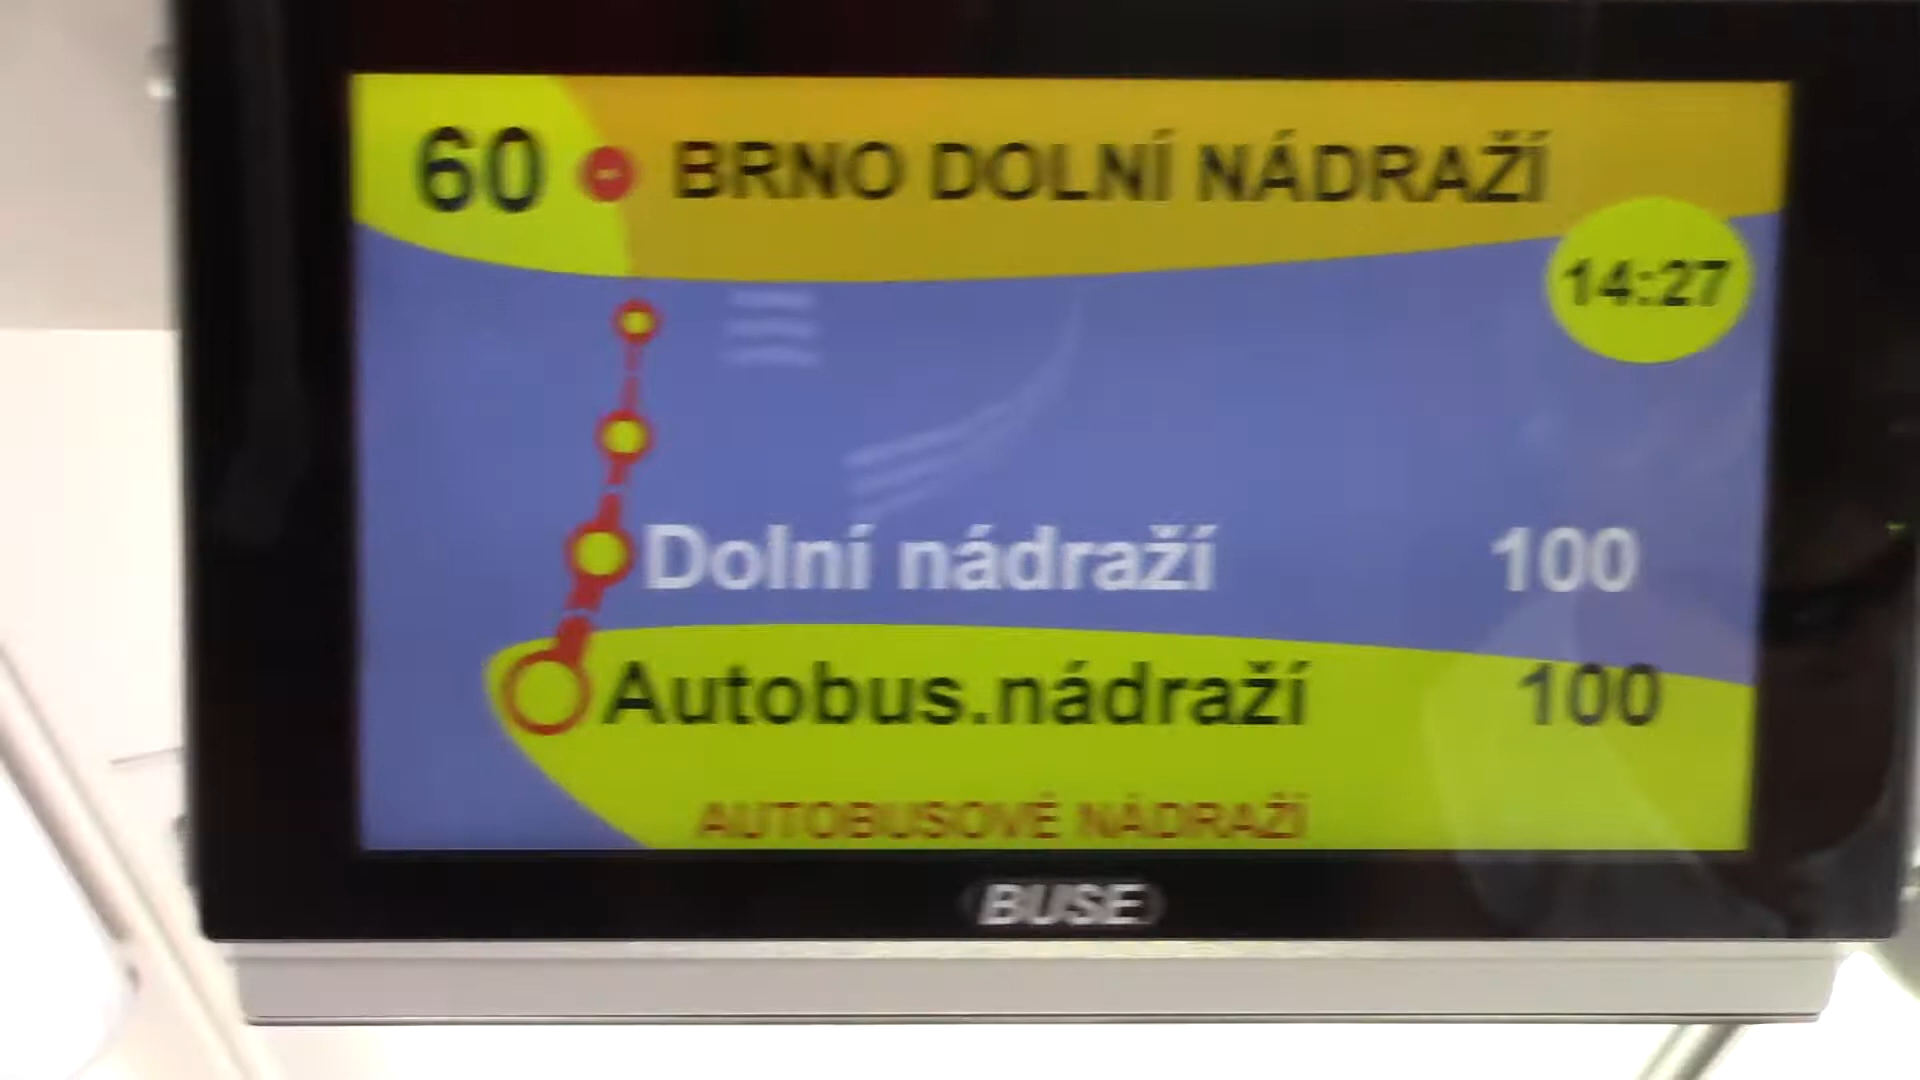 60 BRNO DOLNÍ NÁDRAŽÍ
14:27
Dolní nádraží 100
Autobus.nádraží 100
AUTOBUSOVÉ NÁDRAŽÍ
BUSE